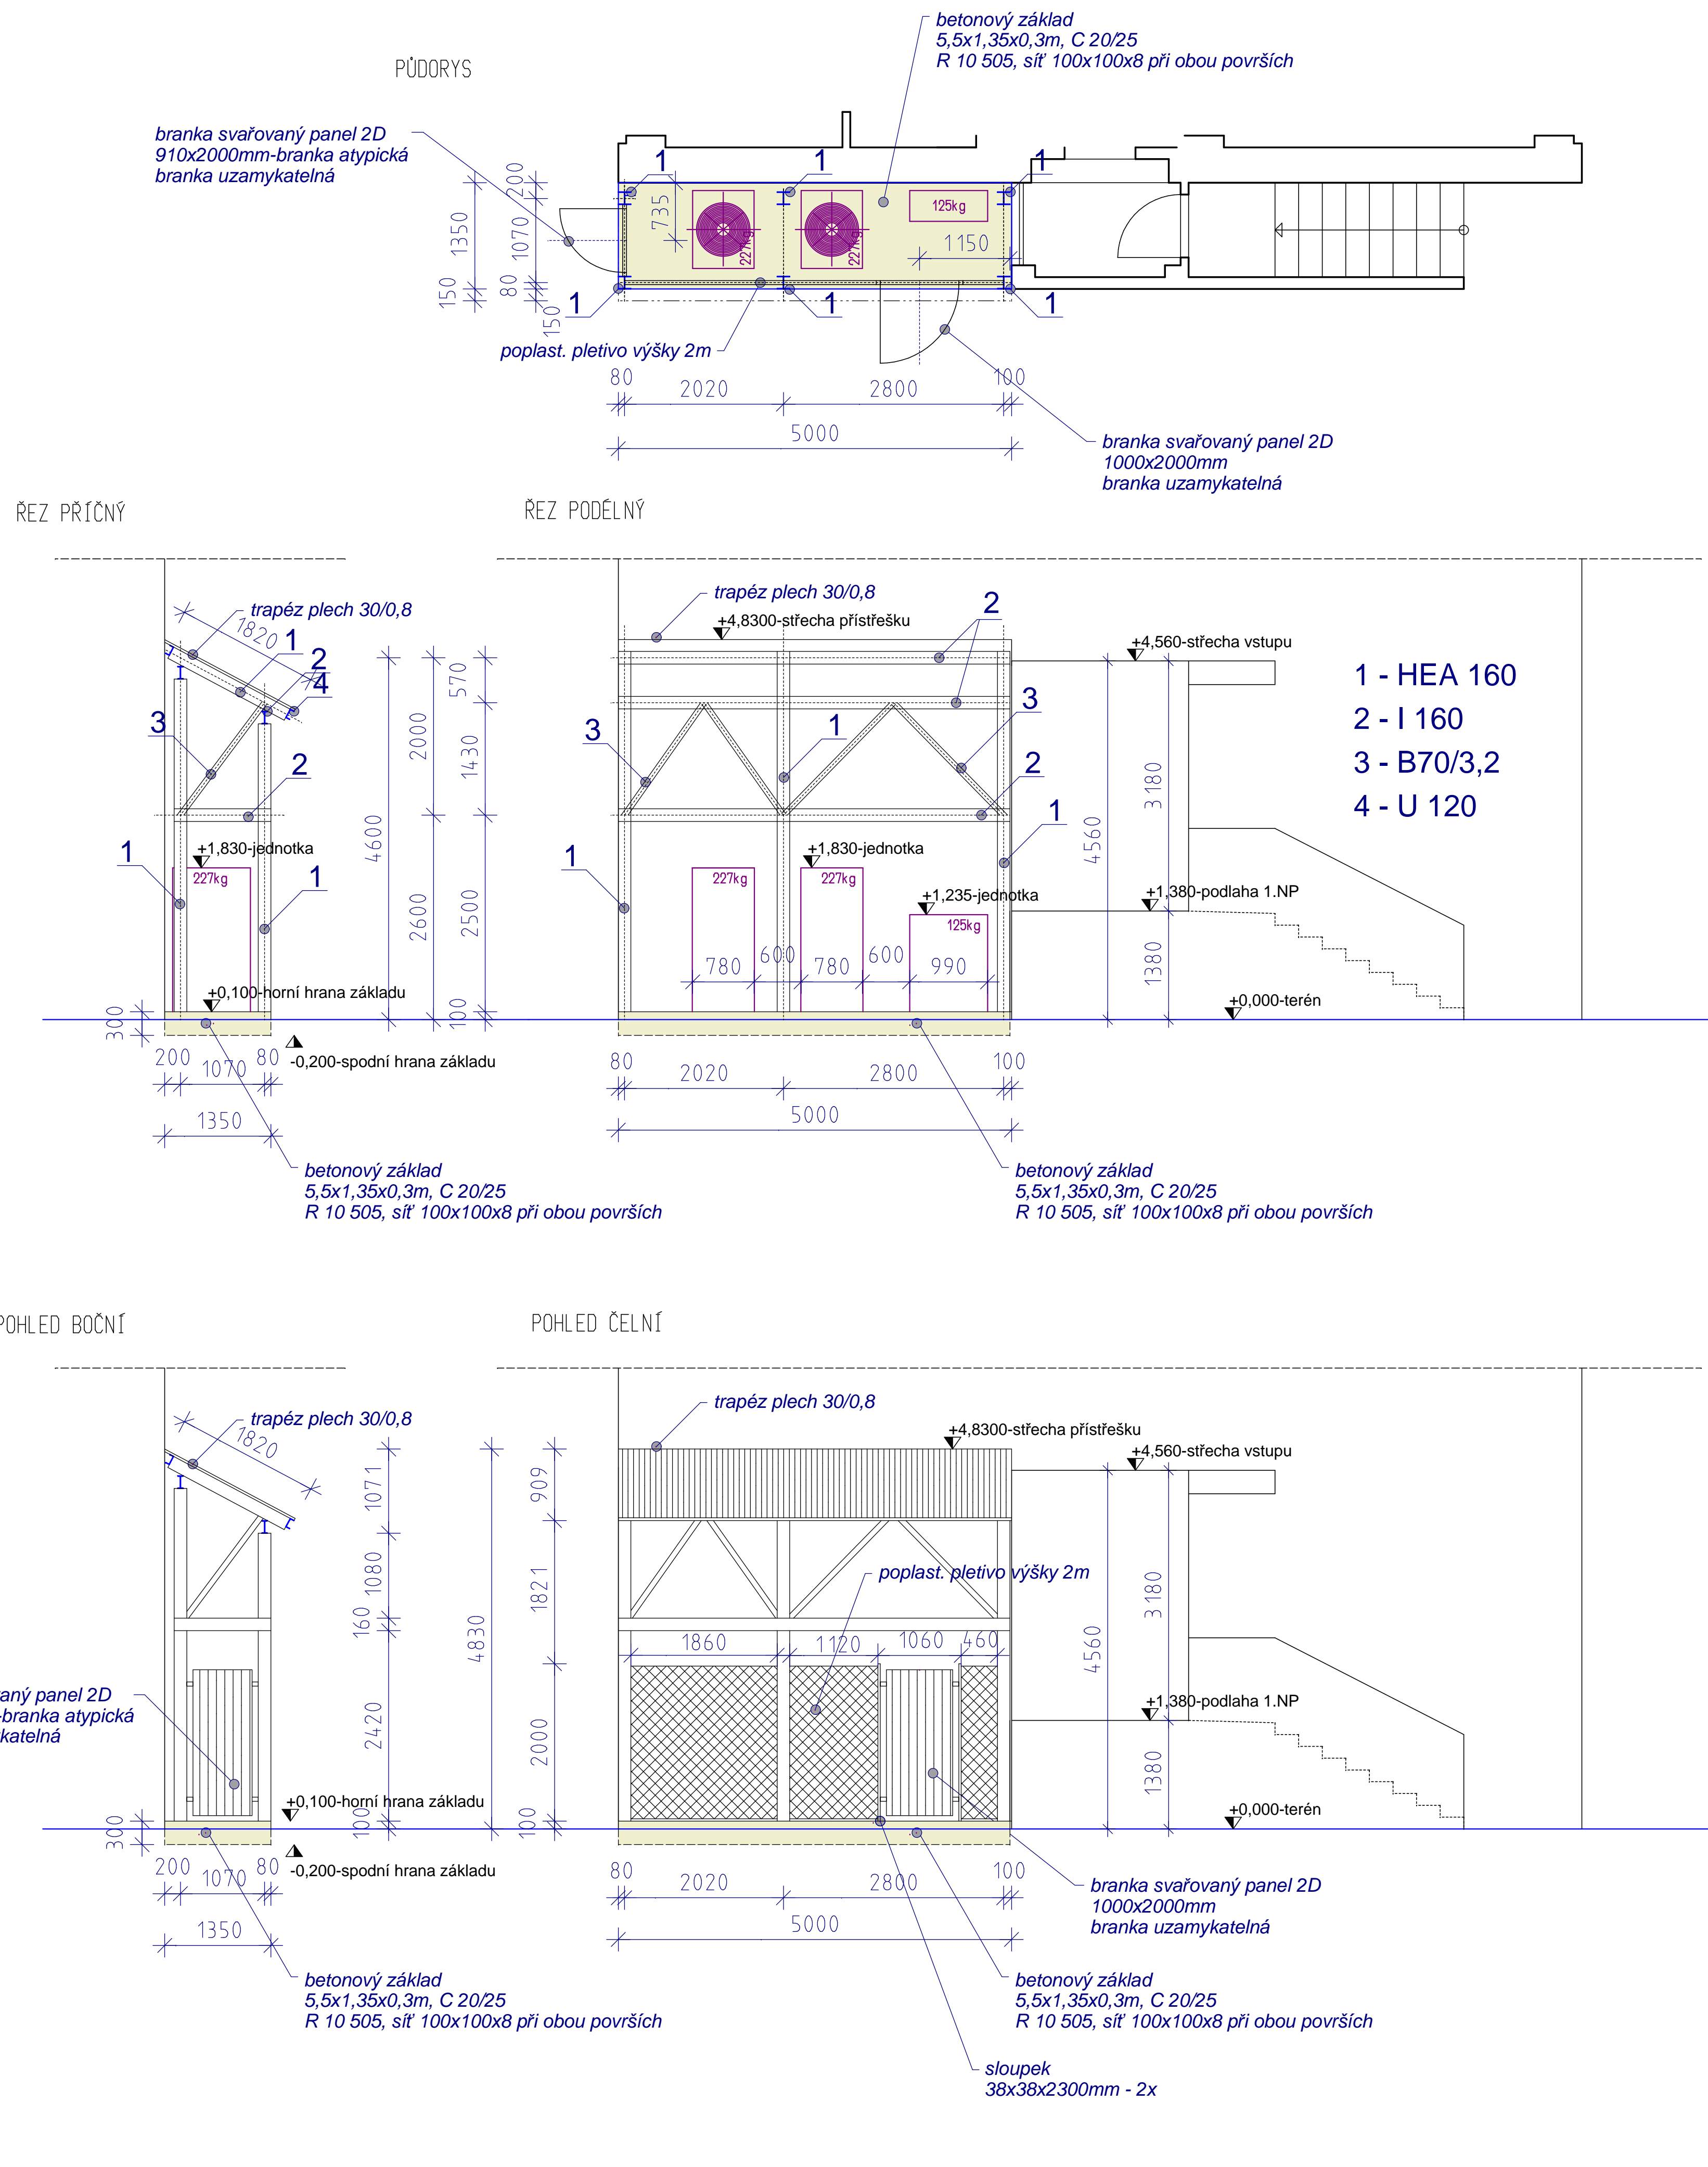 PŮDORYS
betonový základ
5,5x1,35x0,3m, C 20/25
R 10 505, síť 100x100x8 při obou površích
branka svařovaný panel 2D
910x2000mm-branka atypická
branka uzamykatelná
1
1
1
200
1350
1070
735
150
80
150
227kg
227kg
125kg
1150
1
1
1
poplast. pletivo výšky 2m
80
2020
2800
100
5000
branka svařovaný panel 2D
1000x2000mm
branka uzamykatelná
ŘEZ PŘÍČNÝ
trapéz plech 30/0,8
1820
1
2
4
3
2
1
+1,830-jednotka
227kg
1
+0,100-horní hrana základu
300
-0,200-spodní hrana základu
200
1070
80
1350
4600
2000
2600
570
1430
2500
100
betonový základ
5,5x1,35x0,3m, C 20/25
R 10 505, síť 100x100x8 při obou površích
ŘEZ PODÉLNÝ
trapéz plech 30/0,8
+4,8300-střecha přístřešku
2
3
1
3
2
1
1
+1,830-jednotka
227kg
227kg
+1,235-jednotka
125kg
780
600
780
600
990
80
2020
2800
100
5000
+4,560-střecha vstupu
4560
3180
+1,380-podlaha 1.NP
1380
+0,000-terén
1 - HEA 160
2 - I 160
3 - B70/3,2
4 - U 120
betonový základ
5,5x1,35x0,3m, C 20/25
R 10 505, síť 100x100x8 při obou površích
POHLED BOČNÍ
trapéz plech 30/0,8
1820
1071
1080
160
2420
100
4830
aný panel 2D
-branka atypická
katelná
+0,100-horní hrana základu
300
-0,200-spodní hrana základu
200
1070
80
1350
betonový základ
5,5x1,35x0,3m, C 20/25
R 10 505, síť 100x100x8 při obou površích
POHLED ČELNÍ
trapéz plech 30/0,8
+4,8300-střecha přístřešku
909
1821
2000
100
poplast. pletivo výšky 2m
1860
1120
1060
460
80
2020
2800
100
5000
+4,560-střecha vstupu
4560
3180
+1,380-podlaha 1.NP
1380
+0,000-terén
branka svařovaný panel 2D
1000x2000mm
branka uzamykatelná
betonový základ
5,5x1,35x0,3m, C 20/25
R 10 505, síť 100x100x8 při obou površích
sloupek
38x38x2300mm - 2x